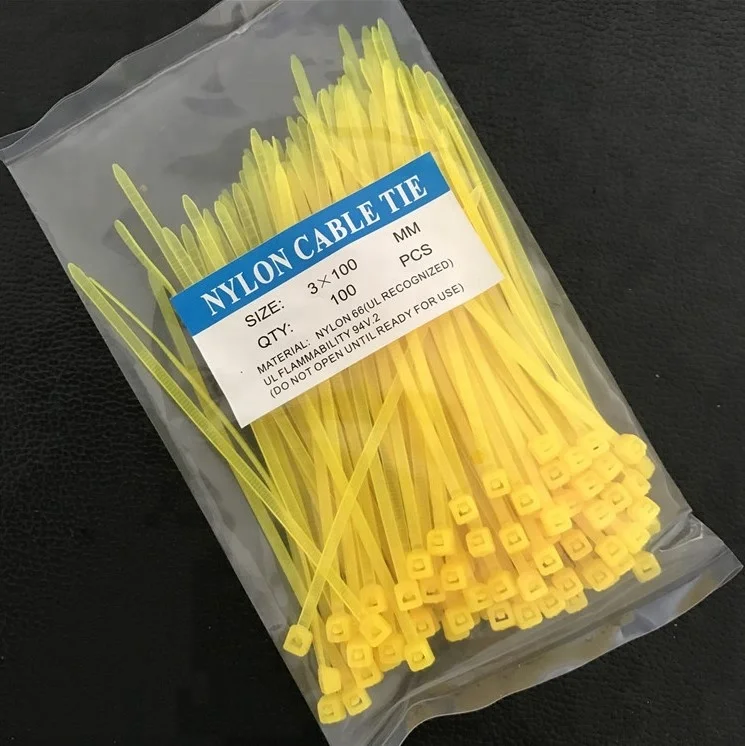 NYLON CABLE TIE
SIZE: 3×100 MM
QTY: 100 PCS
MATERIAL: NYLON 66(UL RECOGNIZED)
UL FLAMMABILITY 94V.2
(DO NOT OPEN UNTIL READY FOR USE)